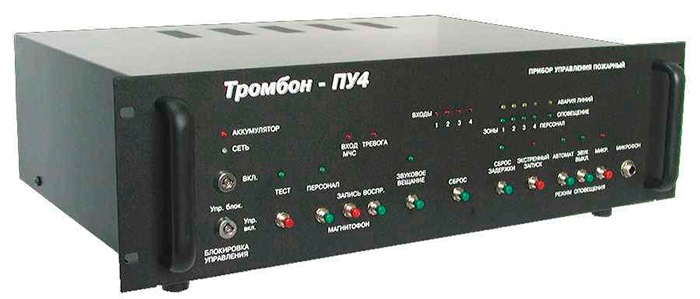 Тромбон - ПУ4
ПРИБОР УПРАВЛЕНИЯ ПОЖАРНЫЙ
АККУМУЛЯТОР
СЕТЬ
ВКЛ.
Упр. блок.
Упр. вкл.
БЛОКИРОВКА
УПРАВЛЕНИЯ
ТЕСТ
ПЕРСОНАЛ
ВХОД
МЧС
ТРЕВОГА
ЗАПИСЬ ВОСПР.
МАГНИТОФОН
ЗВУКОВОЕ
ВЕЩАНИЕ
СБРОС
ВХОДЫ
1 2 3 4
АВАРИЯ ЛИНИЙ
ОПОВЕЩЕНИЕ
ЗОНЫ 1 2 3 4 ПЕРСОНАЛ
СБРОС
ЗАДЕРЖКИ
ЭКСТРЕННЫЙ
ЗАПУСК
АВТОМАТ
ЗВУК
ВЫКЛ.
МИКР.
РЕЖИМ ОПОВЕЩЕНИЯ
МИКРОФОН